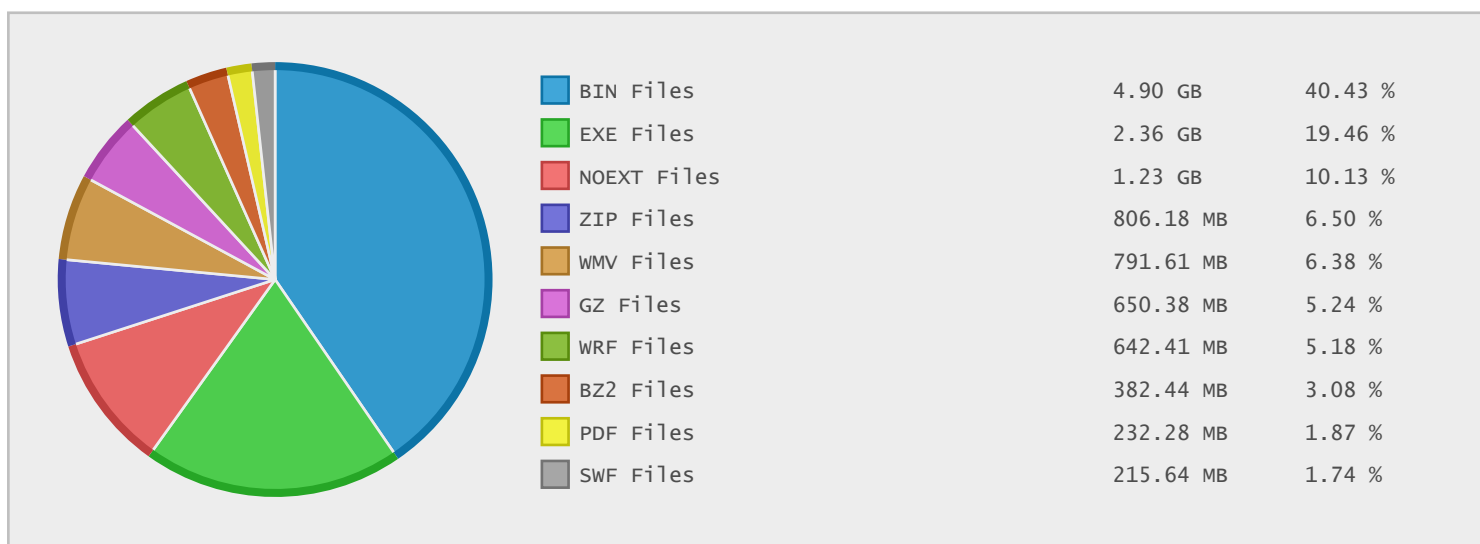 BIN Files 4.90 GB 40.43 %
EXE Files 2.36 GB 19.46 %
NOEXT Files 1.23 GB 10.13 %
ZIP Files 806.18 MB 6.50 %
WMV Files 791.61 MB 6.38 %
GZ Files 650.38 MB 5.24 %
WRF Files 642.41 MB 5.18 %
BZ2 Files 382.44 MB 3.08 %
PDF Files 232.28 MB 1.87 %
SWF Files 215.64 MB 1.74 %